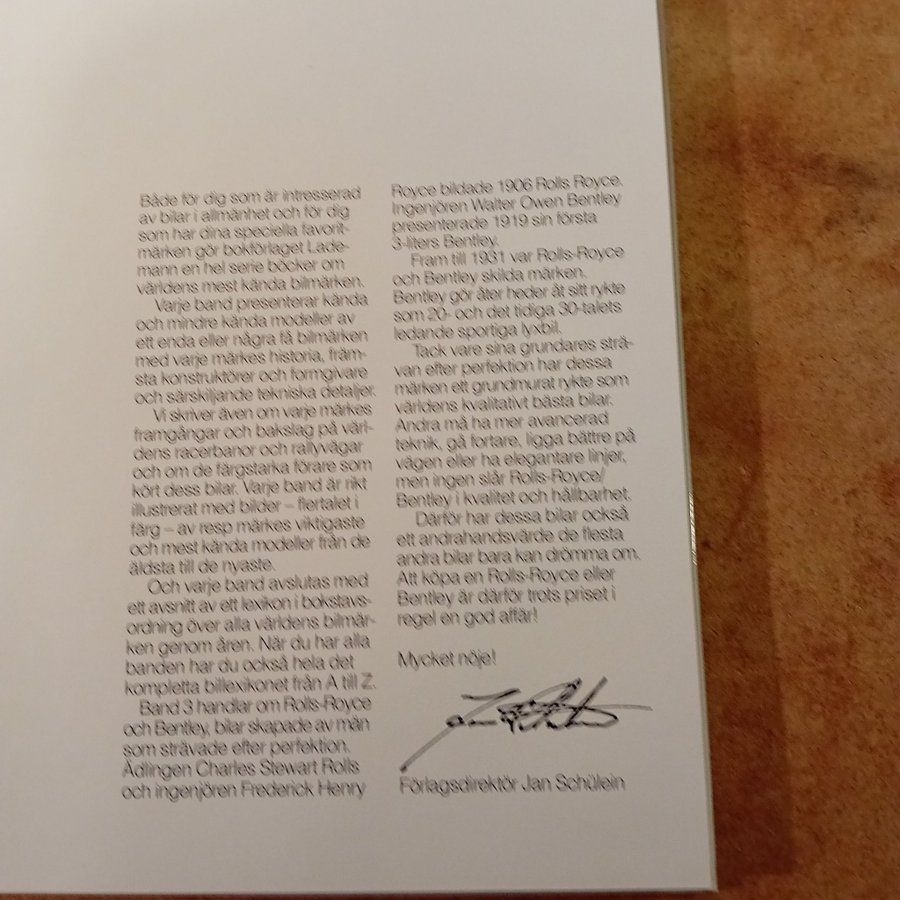 Både för dig som är intresserad
av bilar i allmänhet och för dig
som har dina speciella favorit-
märken gör bokförlaget Lade-
mann en hel serie böcker om
världens mest kända bilmärken.
Varje band presenterar kända
och mindre kända modeller av
ett enda eller några få bilmärken
med varje märkes historia, främ-
sta konstruktörer och formgivare
och särskiljande tekniska detaljer.
Vi skriver även om varje märkes
framgångar och bakslag på värl-
dens racerbanor och rallyvägar
och om de färgstarka förare som
kört dess bilar. Varje band är rikt
illustrerat med bilder – flertalet i
färg – av resp märkes viktigaste
och mest kända modeller från de
äldsta till de nyaste.
Och varje band avslutas med
ett avsnitt av ett lexikon i bokstavs-
ordning över alla världens bilmär-
ken genom åren. När du har alla
banden har du också hela det
kompletta billexikonet från A till Z.
Band 3 handlar om Rolls-Royce
och Bentley, bilar skapade av män
som strävade efter perfektion.
Ädlingen Charles Stewart Rolls
och ingenjören Frederick Henry
Royce bildade 1906 Rolls Royce.
Ingenjören Walter Owen Bentley
presenterade 1919 sin första
3-liters Bentley.
Fram till 1931 var Rolls-Royce
och Bentley skilda märken.
Bentley gör åter heder åt sitt rykte
som 20- och det tidiga 30-talets
ledande sportiga lyxbil.
Tack vare sina grundares strä-
van efter perfektion har dessa
märken ett grundmurat rykte som
världens kvalitativt bästa bilar.
Andra må ha mer avancerad
teknik, gå fortare, ligga bättre på
vägen eller ha elegantare linjer,
men ingen slår Rolls-Royce/
Bentley i kvalitet och hållbarhet.
Därför har dessa bilar också
ett andrahandsvärde de flesta
andra bilar bara kan drömma om.
Att köpa en Rolls-Royce eller
Bentley är därför trots priset i
regel en god affär!
Mycket nöje!
Förlagsdirektör Jan Schülein